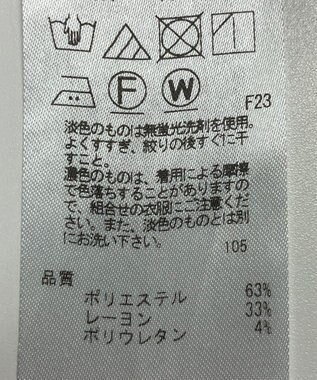 F
W
F23
淡色のものは無蛍光洗剤を使用。
よくすすぎ、絞りの後すぐに干
すこと。
濃色のものは、着用による摩擦
で色落ちすることがありますの
で、組合せの衣服にご注意くだ
さい。また、淡色のものとは別
にお洗い下さい。
105
品質
ポリエステル 63%
レーヨン 33%
ポリウレタン 4%